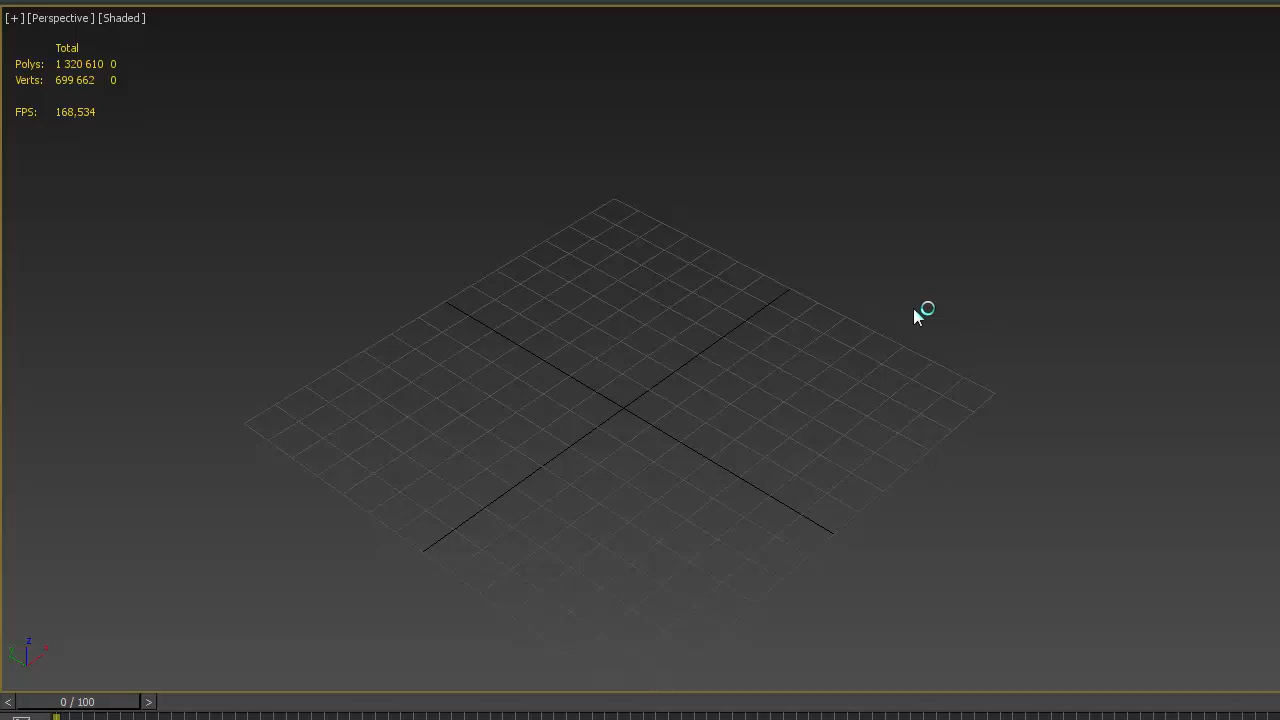 [+] [Perspective ] [Shaded ]
Total
Polys: 1 320 610 0
Verts: 699 662 0
FPS: 168,534
z
< 0 / 100 >